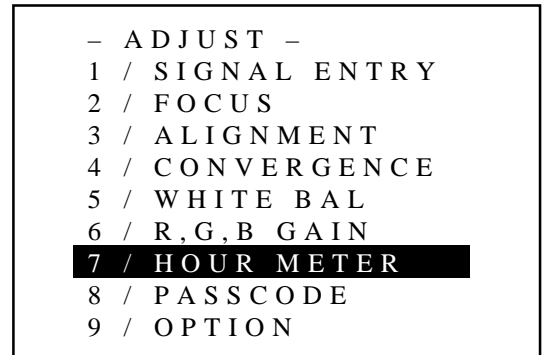 – ADJUST –
1 / SIGNAL ENTRY
2 / FOCUS
3 / ALIGNMENT
4 / CONVERGENCE
5 / WHITE BAL
6 / R,G,B GAIN
7 / HOUR METER
8 / PASSCODE
9 / OPTION